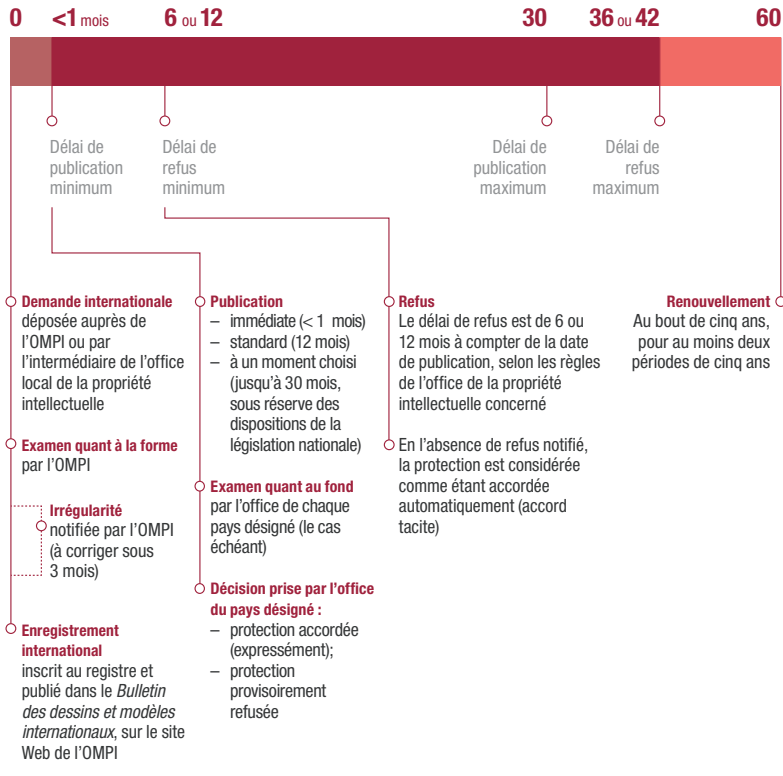 0 <1 mois 6 ou 12 30 36 ou 42 60
Délai de
publication
minimum
Délai de
refus
minimum
Délai de
publication
maximum
Délai de
refus
maximum
Demande internationale
déposée auprès de
l’OMPI ou par
l’intermédiaire de l’office
local de la propriété
intellectuelle
Examen quant à la forme
par l’OMPI
Irrégularité
notifiée par l’OMPI
(à corriger sous
3 mois)
Enregistrement
international
inscrit au registre et
publié dans le Bulletin
des dessins et modèles
internationaux, sur le site
Web de l’OMPI
Publication
– immédiate (< 1 mois)
– standard (12 mois)
– à un moment choisi
(jusqu’à 30 mois,
sous réserve des
dispositions de la
législation nationale)
Examen quant au fond
par l’office de chaque
pays désigné (le cas
échéant)
Décision prise par l’office
du pays désigné :
– protection accordée
(expressément);
– protection
provisoirement
refusée
Refus
Le délai de refus est de 6 ou
12 mois à compter de la date
de publication, selon les règles
de l’office de la propriété
intellectuelle concerné
En l’absence de refus notifié,
la protection est considérée
comme étant accordée
automatiquement (accord
tacite)
Renouvellement
Au bout de cinq ans,
pour au moins deux
périodes de cinq ans